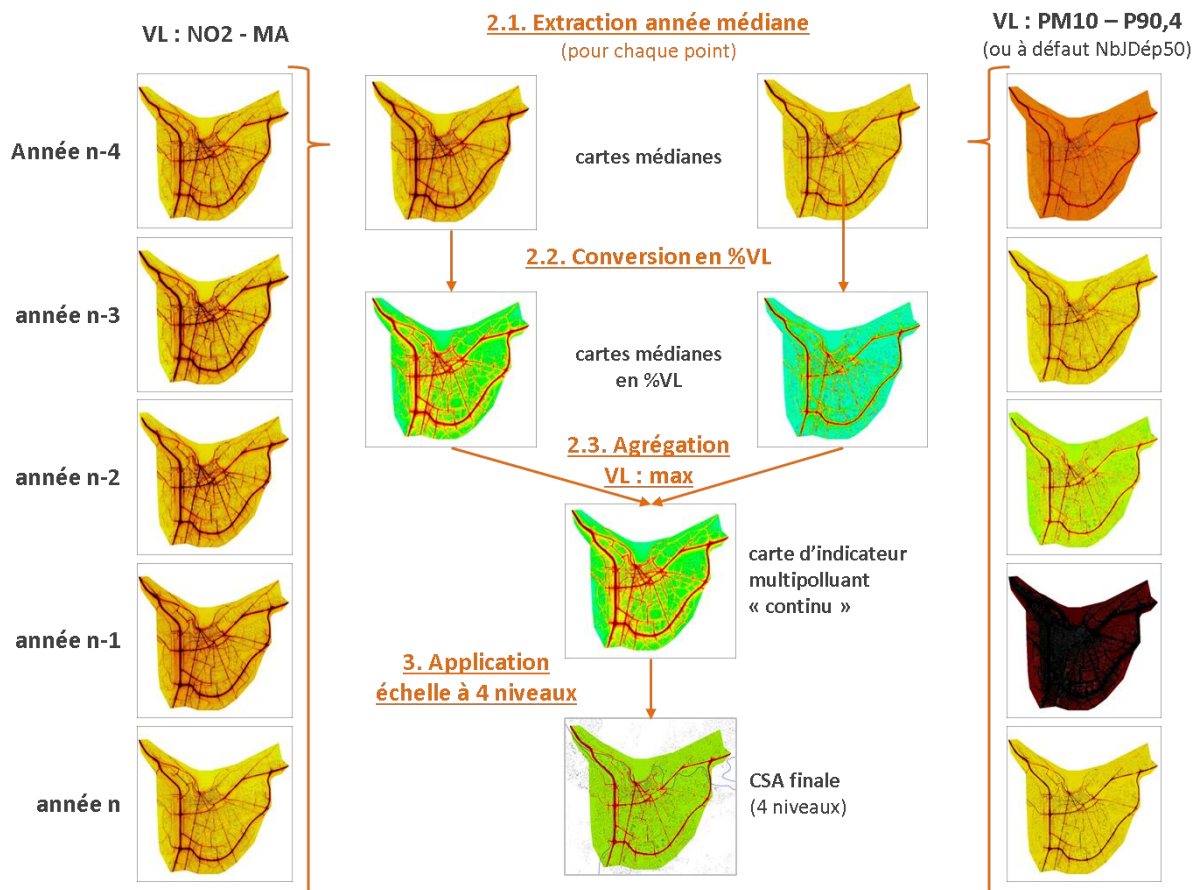 VL : NO2 - MA
2.1. Extraction année médiane
(pour chaque point)
VL : PM10 – P90,4
(ou à défaut NbJDép50)
Année n-4
cartes médianes
2.2. Conversion en %VL
année n-3
cartes médianes
en %VL
2.3. Agrégation
VL : max
année n-2
carte d’indicateur
multipolluant
« continu »
année n-1
3. Application
échelle à 4 niveaux
CSA finale
(4 niveaux)
année n